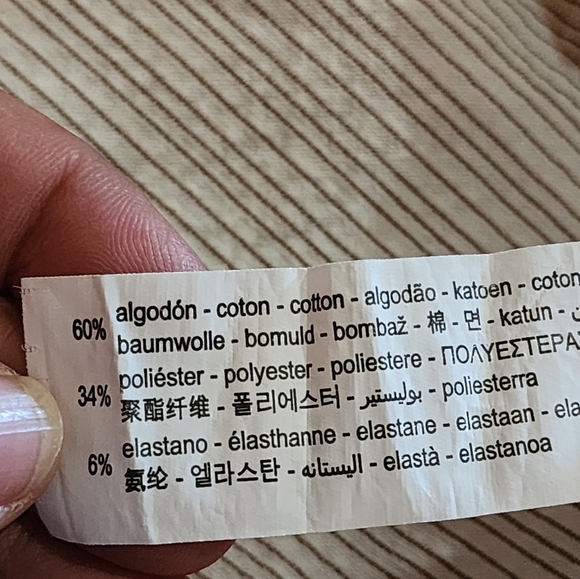 60% algodón - coton - cotton - algodão - katoen - coton
baumwolle - bomuld - bombaž - 棉 - 면 - katun -
34% poliéster - polyester - poliestere - ΠΟΛΥΕΣΤΕΡΑΣ
聚酯纤维 - 폴리에스터 - بوليستير - poliesterra
6% elastano - élasthanne - elastane - elastaan - ela
氨纶 - 엘라스탄 - اليستانه - elastà - elastanoa